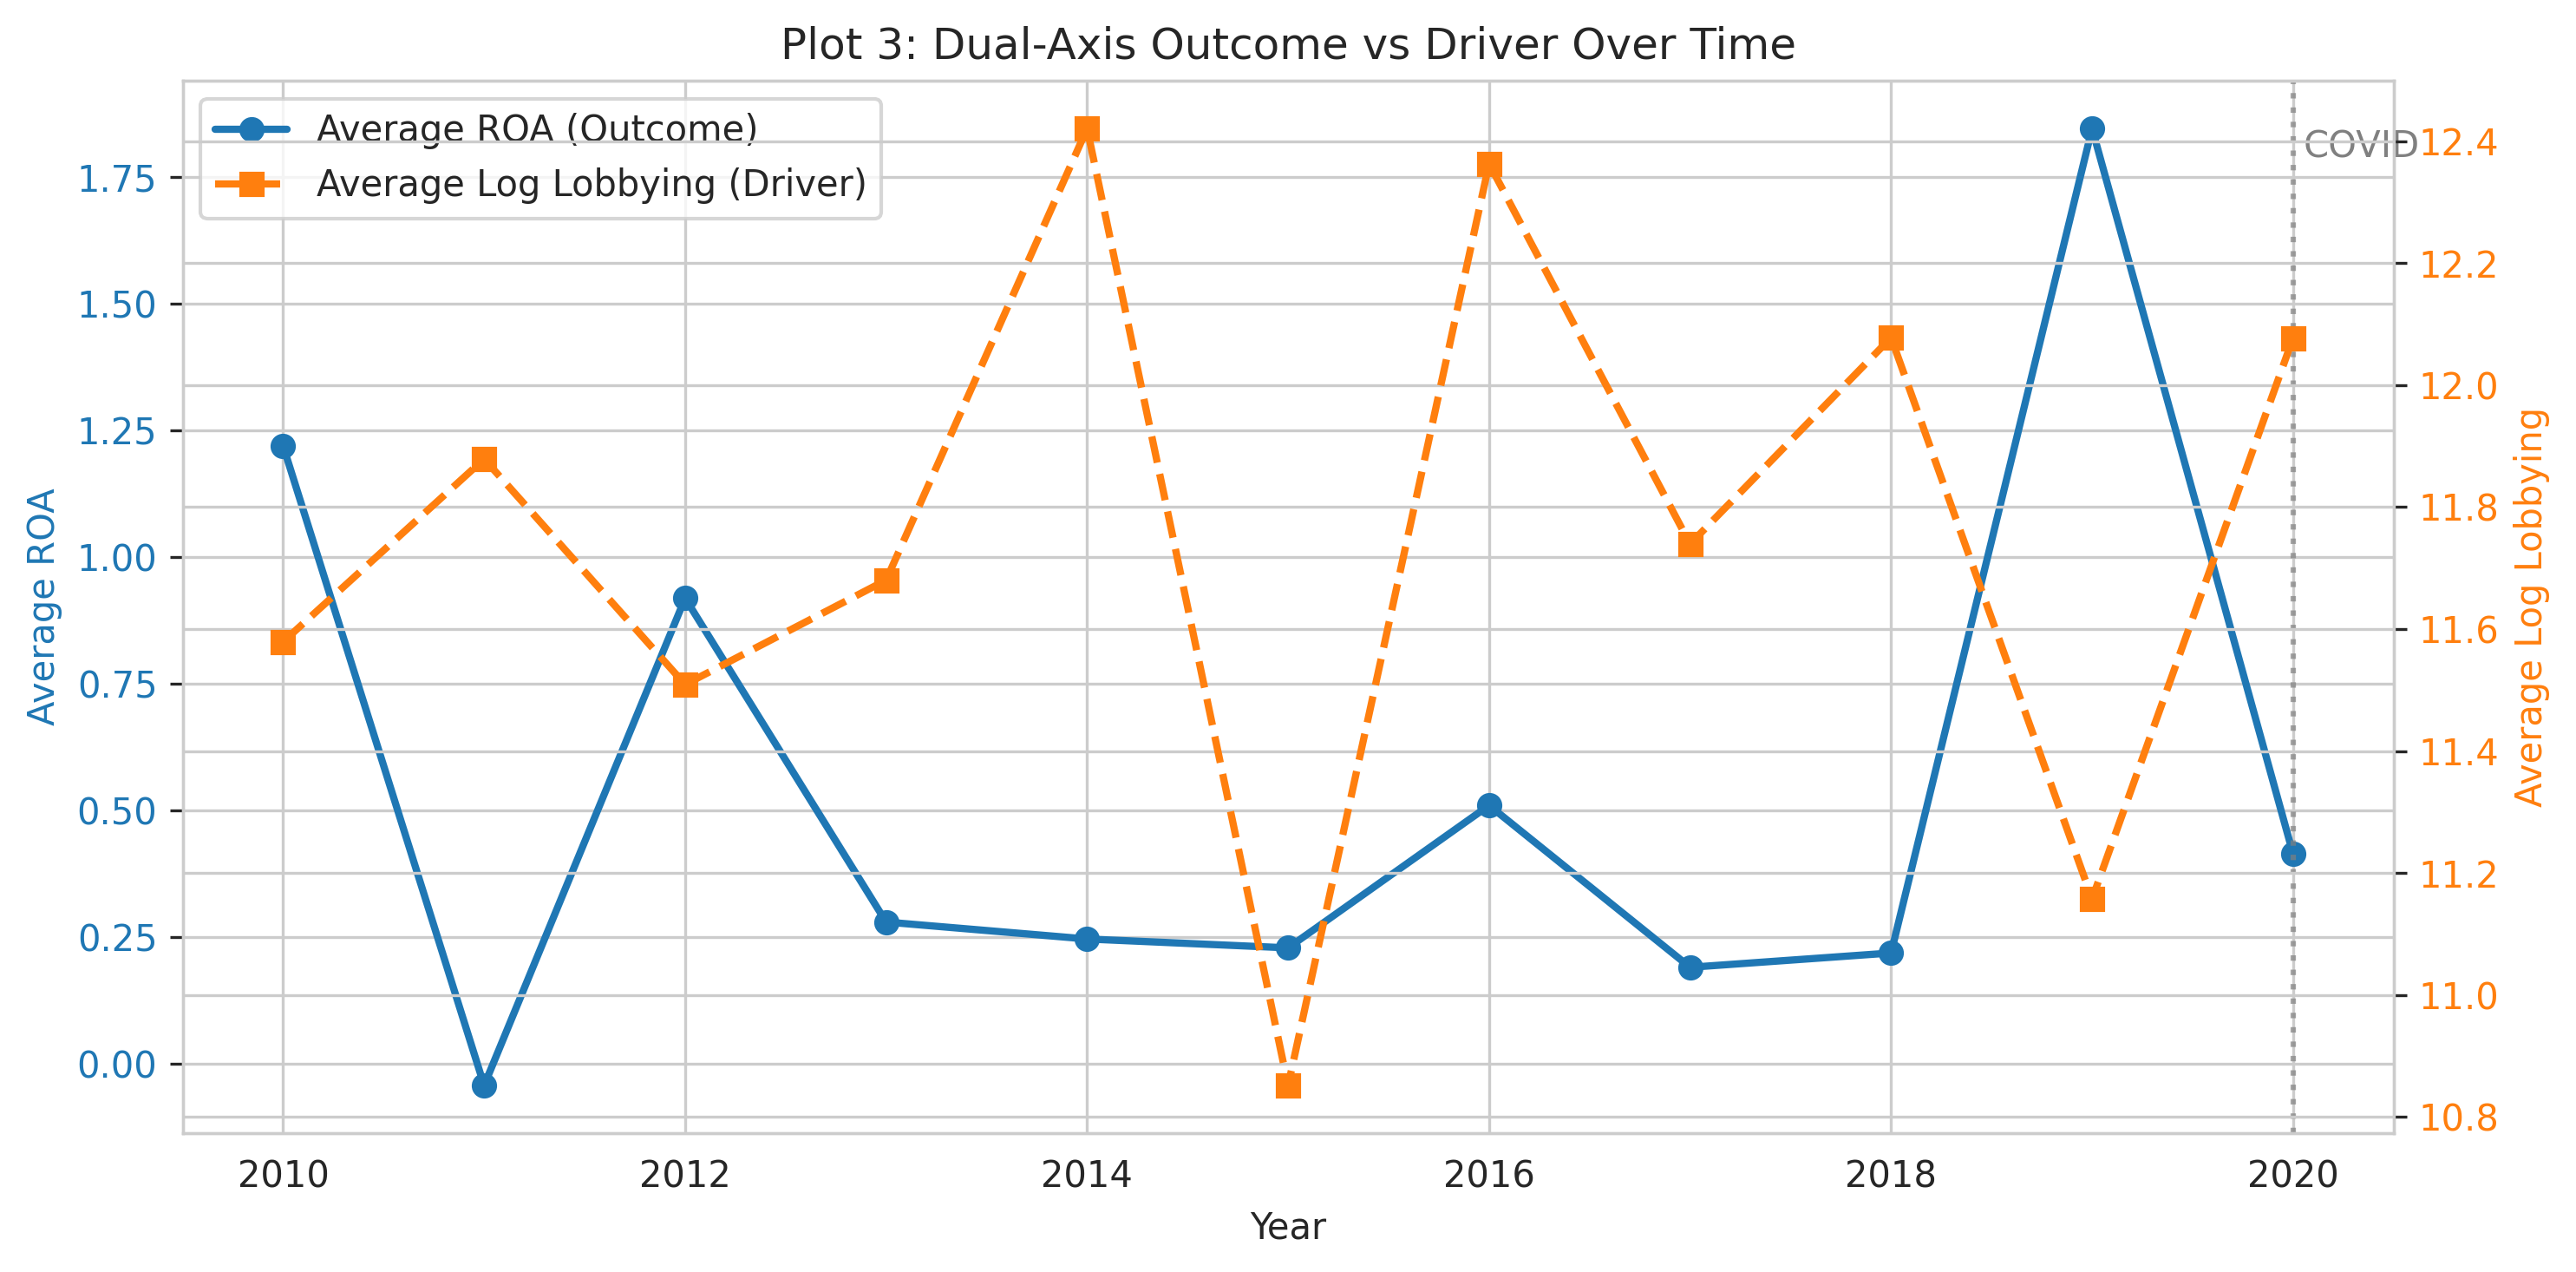 Plot 3: Dual-Axis Outcome vs Driver Over Time
Average ROA (Outcome)
Average Log Lobbying (Driver)
COVID
1.75
1.50
1.25
1.00
0.75
0.50
0.25
0.00
Average ROA
12.4
12.2
12.0
11.8
11.6
11.4
11.2
11.0
10.8
Average Log Lobbying
2010 2012 2014 2016 2018 2020
Year